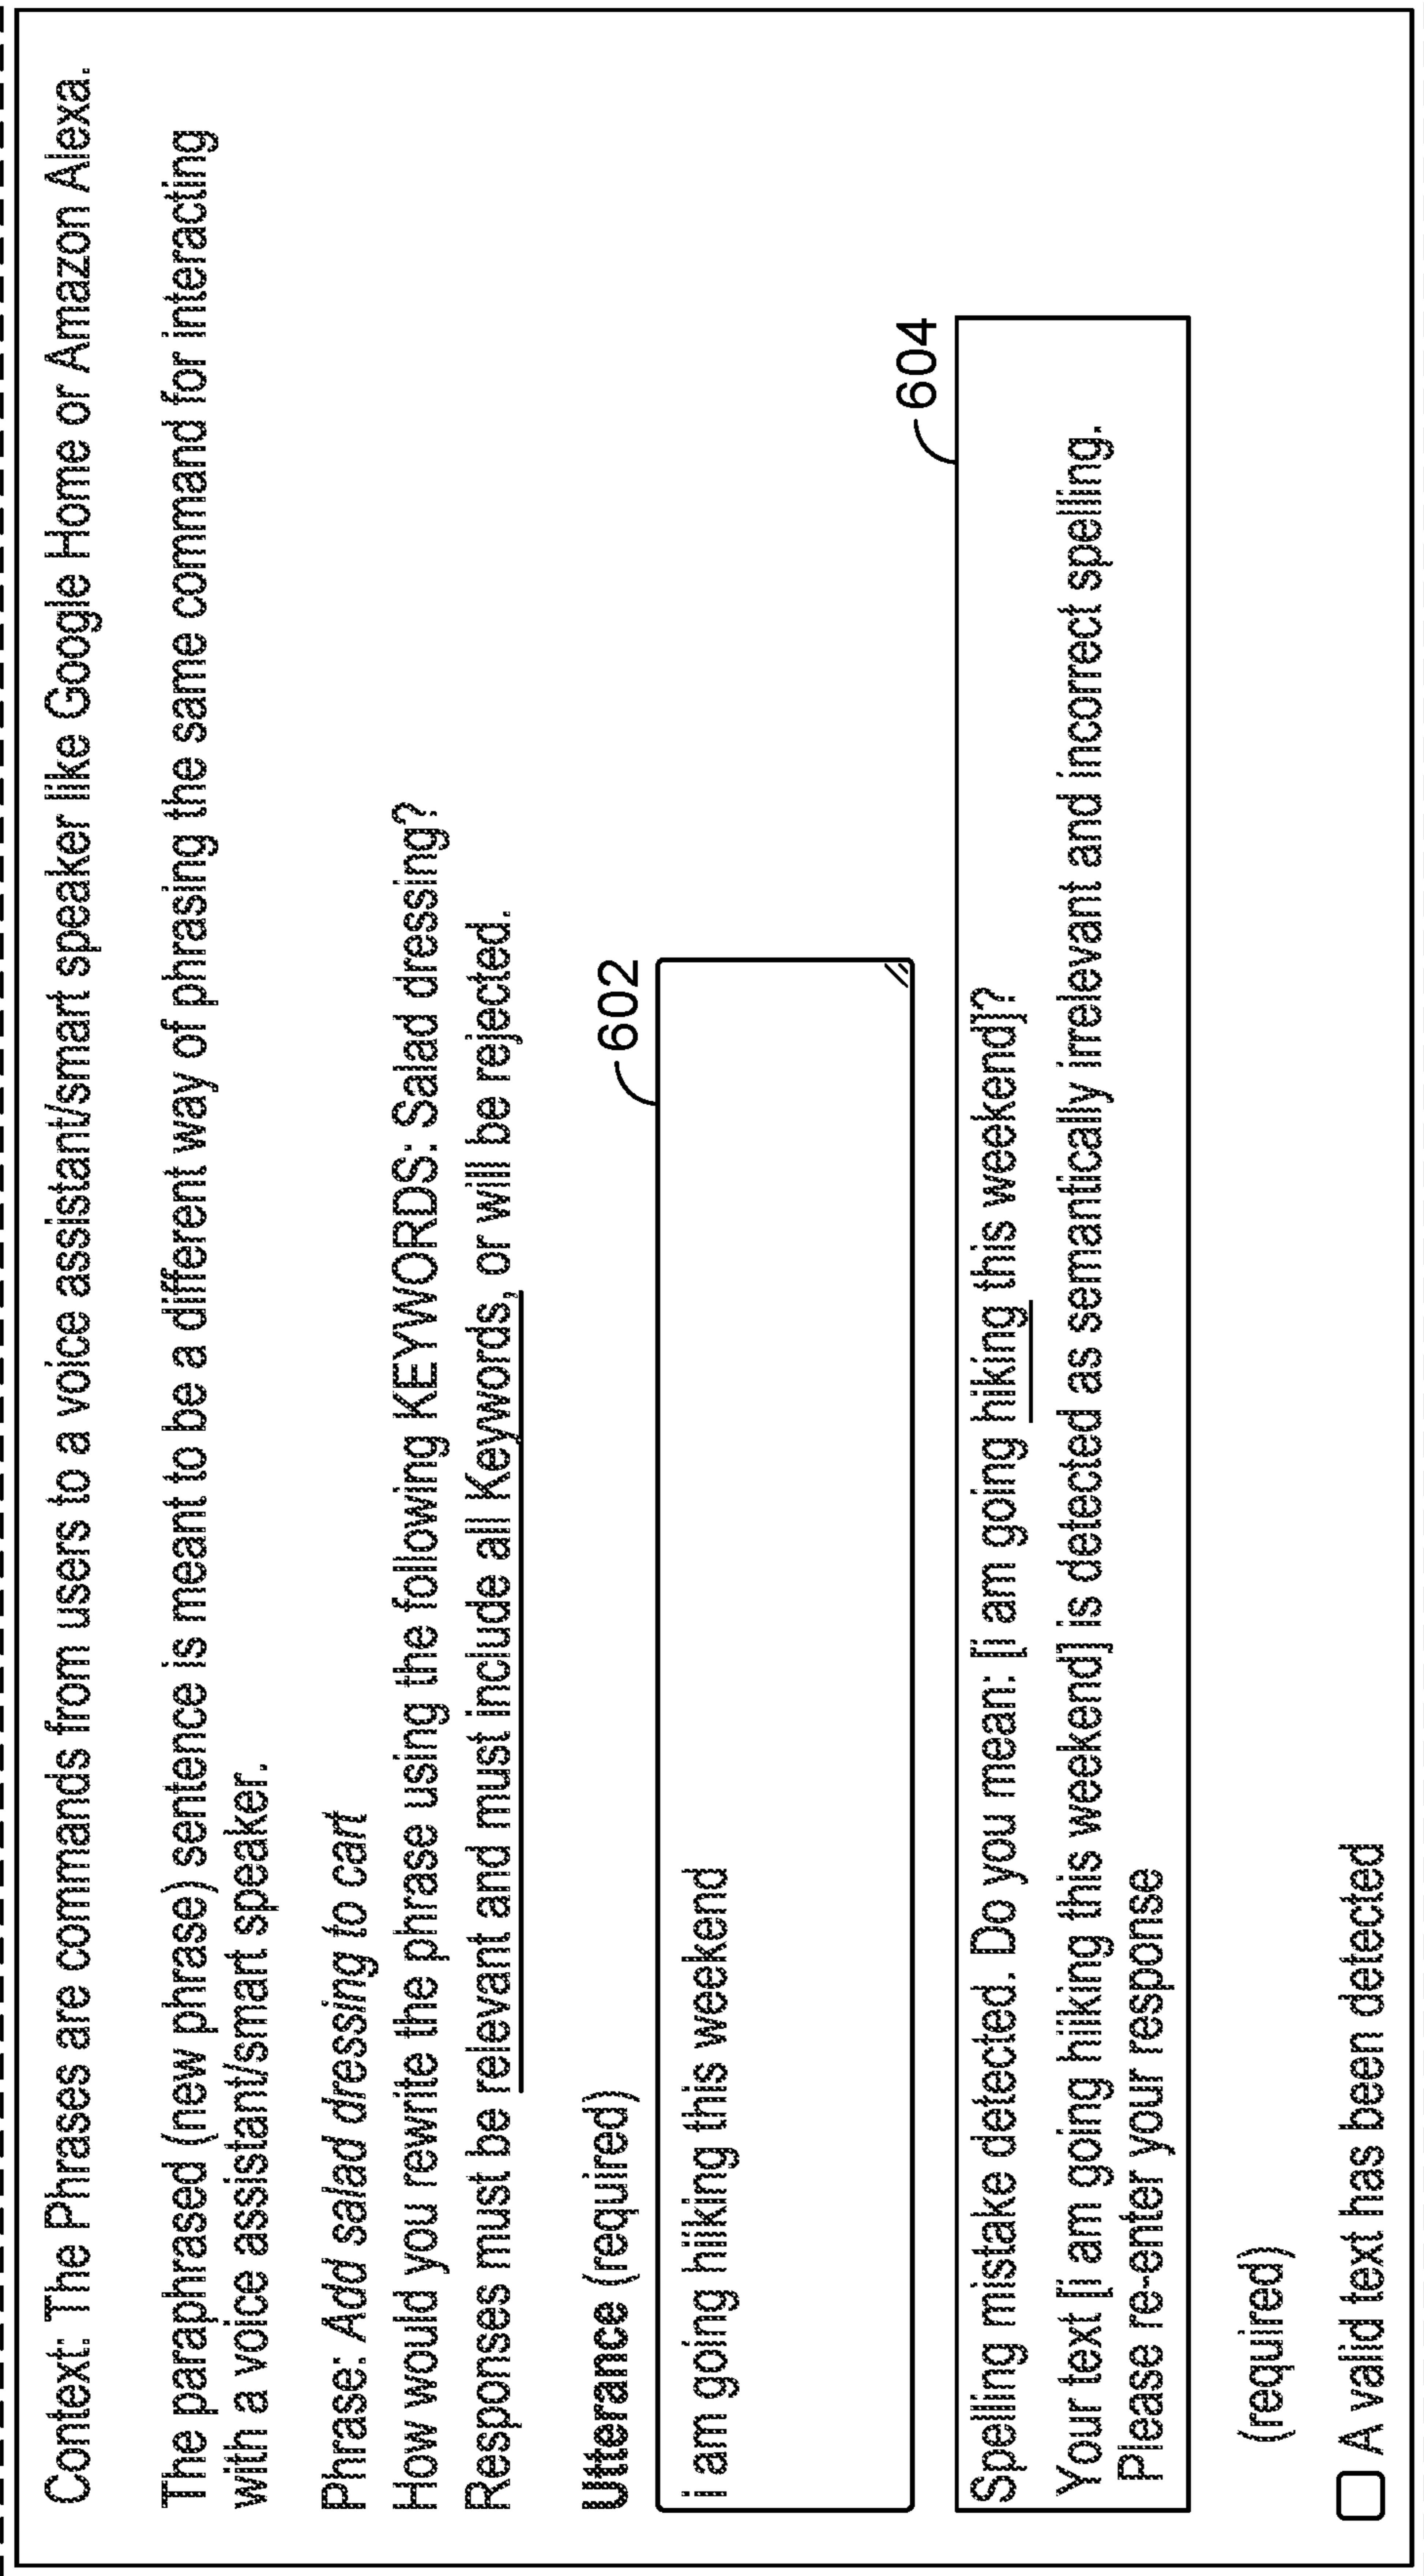 Context: The Phrases are commands from users to a voice assistant/smart speaker like Google Home or Amazon Alexa.
The paraphrased (new phrase) sentence is meant to be a different way of phrasing the same command for interacting
with a voice assistant/smart speaker.
Phrase: Add salad dressing to cart
How would you rewrite the phrase using the following KEYWORDS: Salad dressing?
Responses must be relevant and must include all Keywords, or will be rejected.
Utterance (required)
602
i am going hiiking this weekend
604
Spelling mistake detected. Do you mean: [i am going hiking this weekend]?
Your text [i am going hiiking this weekend] is detected as semantically irrelevant and incorrect spelling.
Please re-enter your response
(required)
A valid text has been detected